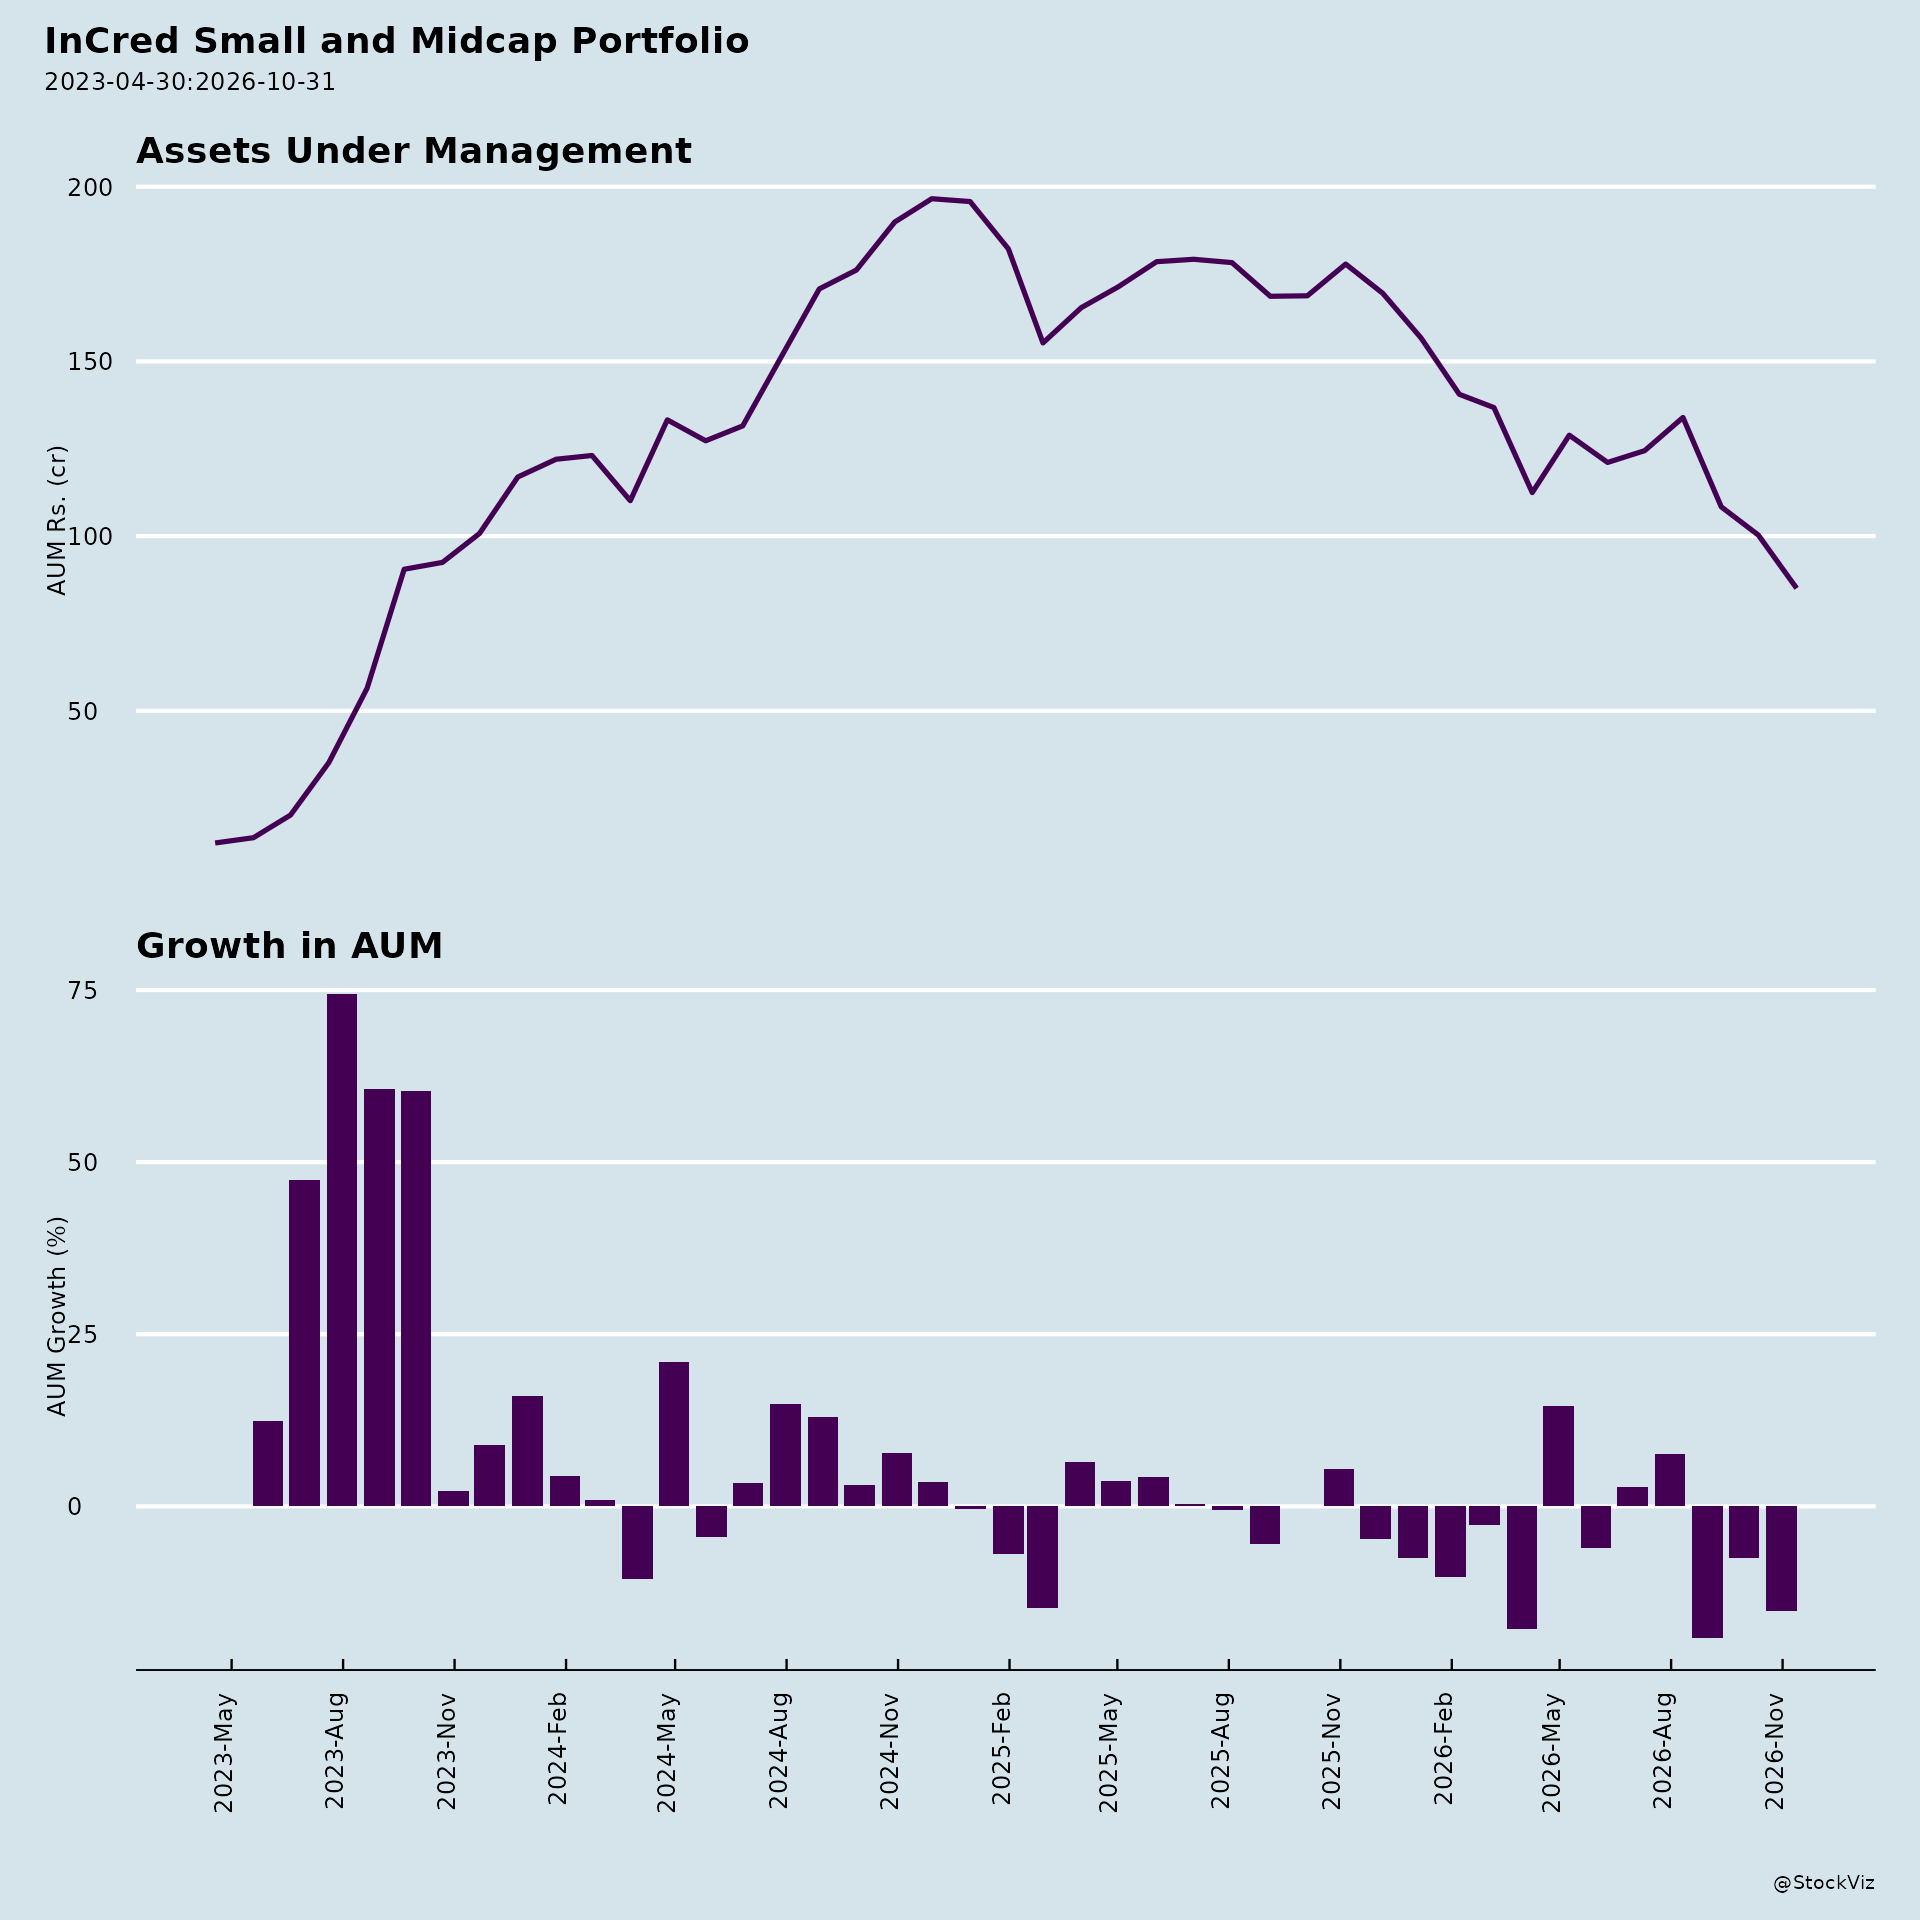 InCred Small and Midcap Portfolio
2023-04-30:2026-10-31
Assets Under Management
200
150
100
50
AUM Rs. (cr)
Growth in AUM
75
50
25
0
AUM Growth (%)
2023-May
2023-Aug
2023-Nov
2024-Feb
2024-May
2024-Aug
2024-Nov
2025-Feb
2025-May
2025-Aug
2025-Nov
2026-Feb
2026-May
2026-Aug
2026-Nov
@StockViz